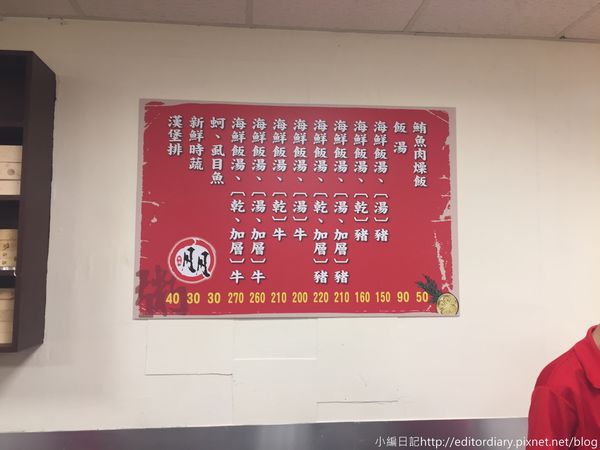 鮪魚肉燥飯 50
飯湯 90
海鮮飯湯、〔湯〕豬 150
海鮮飯湯、〔乾〕豬 160
海鮮飯湯、〔湯、加層〕豬 210
海鮮飯湯、〔乾、加層〕豬 220
海鮮飯湯、〔湯〕牛 200
海鮮飯湯、〔乾〕牛 210
海鮮飯湯、〔湯、加層〕牛 260
海鮮飯湯、〔乾、加層〕牛 270
蚵、虱目魚 30
新鮮時蔬 30
漢堡排 40
粥
小編日記http://editordiary.pixnet.net/blog